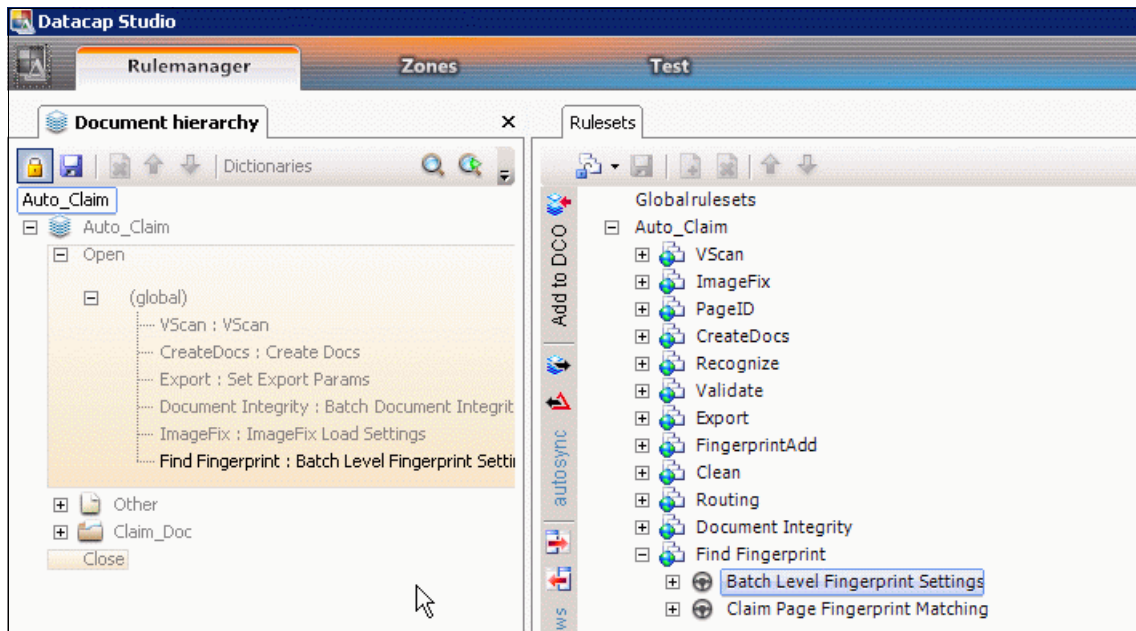 Datacap Studio
Rulemanager
Zones
Test
Document hierarchy
Dictionaries
Auto_Claim
Auto_Claim
Open
(global)
VScan : VScan
CreateDocs : Create Docs
Export : Set Export Params
Document Integrity : Batch Document Integrit
ImageFix : ImageFix Load Settings
Find Fingerprint : Batch Level Fingerprint Settin
Other
Claim_Doc
Close
Rulesets
Add to DCO
autosync
ws
Globalrulesets
Auto_Claim
VScan
ImageFix
PageID
CreateDocs
Recognize
Validate
Export
FingerprintAdd
Clean
Routing
Document Integrity
Find Fingerprint
Batch Level Fingerprint Settings
Claim Page Fingerprint Matching